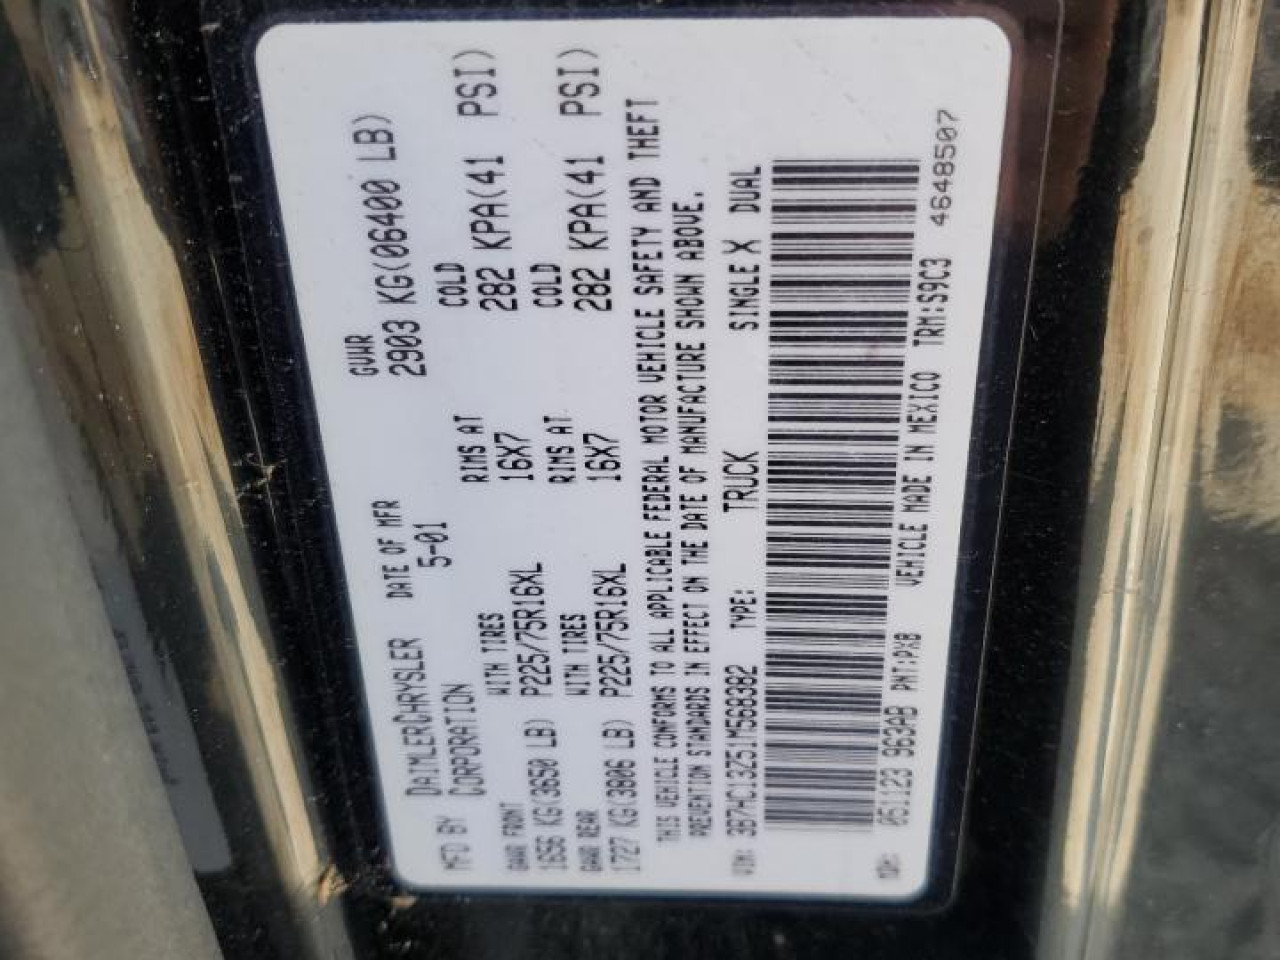 MFD BY DAIMLERCHRYSLER DATE OF MFR GVWR
CORPORATION 5-01 2903 KG(06400 LB)
GAWR FRONT WITH TIRES RIMS AT COLD
1656 KG(3650 LB) P225/75R16XL 16X7 282 KPA(41 PSI)
GAWR REAR WITH TIRES RIMS AT COLD
1727 KG(3806 LB) P225/75R16XL 16X7 282 KPA(41 PSI)
THIS VEHICLE CONFORMS TO ALL APPLICABLE FEDERAL MOTOR VEHICLE SAFETY AND THEFT
PREVENTION STANDARDS IN EFFECT ON THE DATE OF MANUFACTURE SHOWN ABOVE.
VIN: 3B7HC13Z51M568382 TYPE: TRUCK SINGLE X DUAL
MDH: 051123 963AB PNT:PXB VEHICLE MADE IN MEXICO TRM:S9C3 4648507